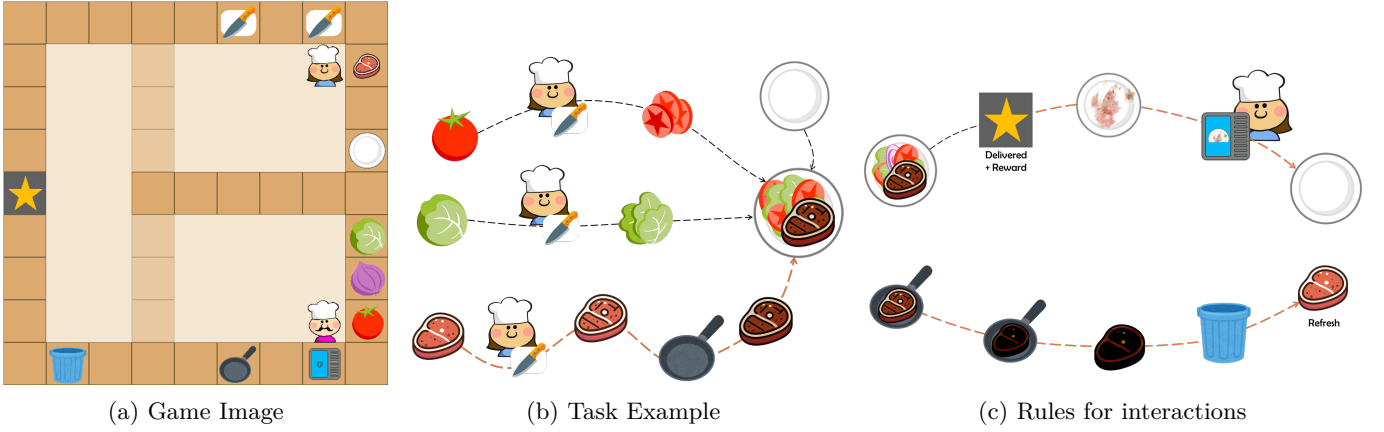 Delivered
+ Reward
Refresh
(a) Game Image
(b) Task Example
(c) Rules for interactions